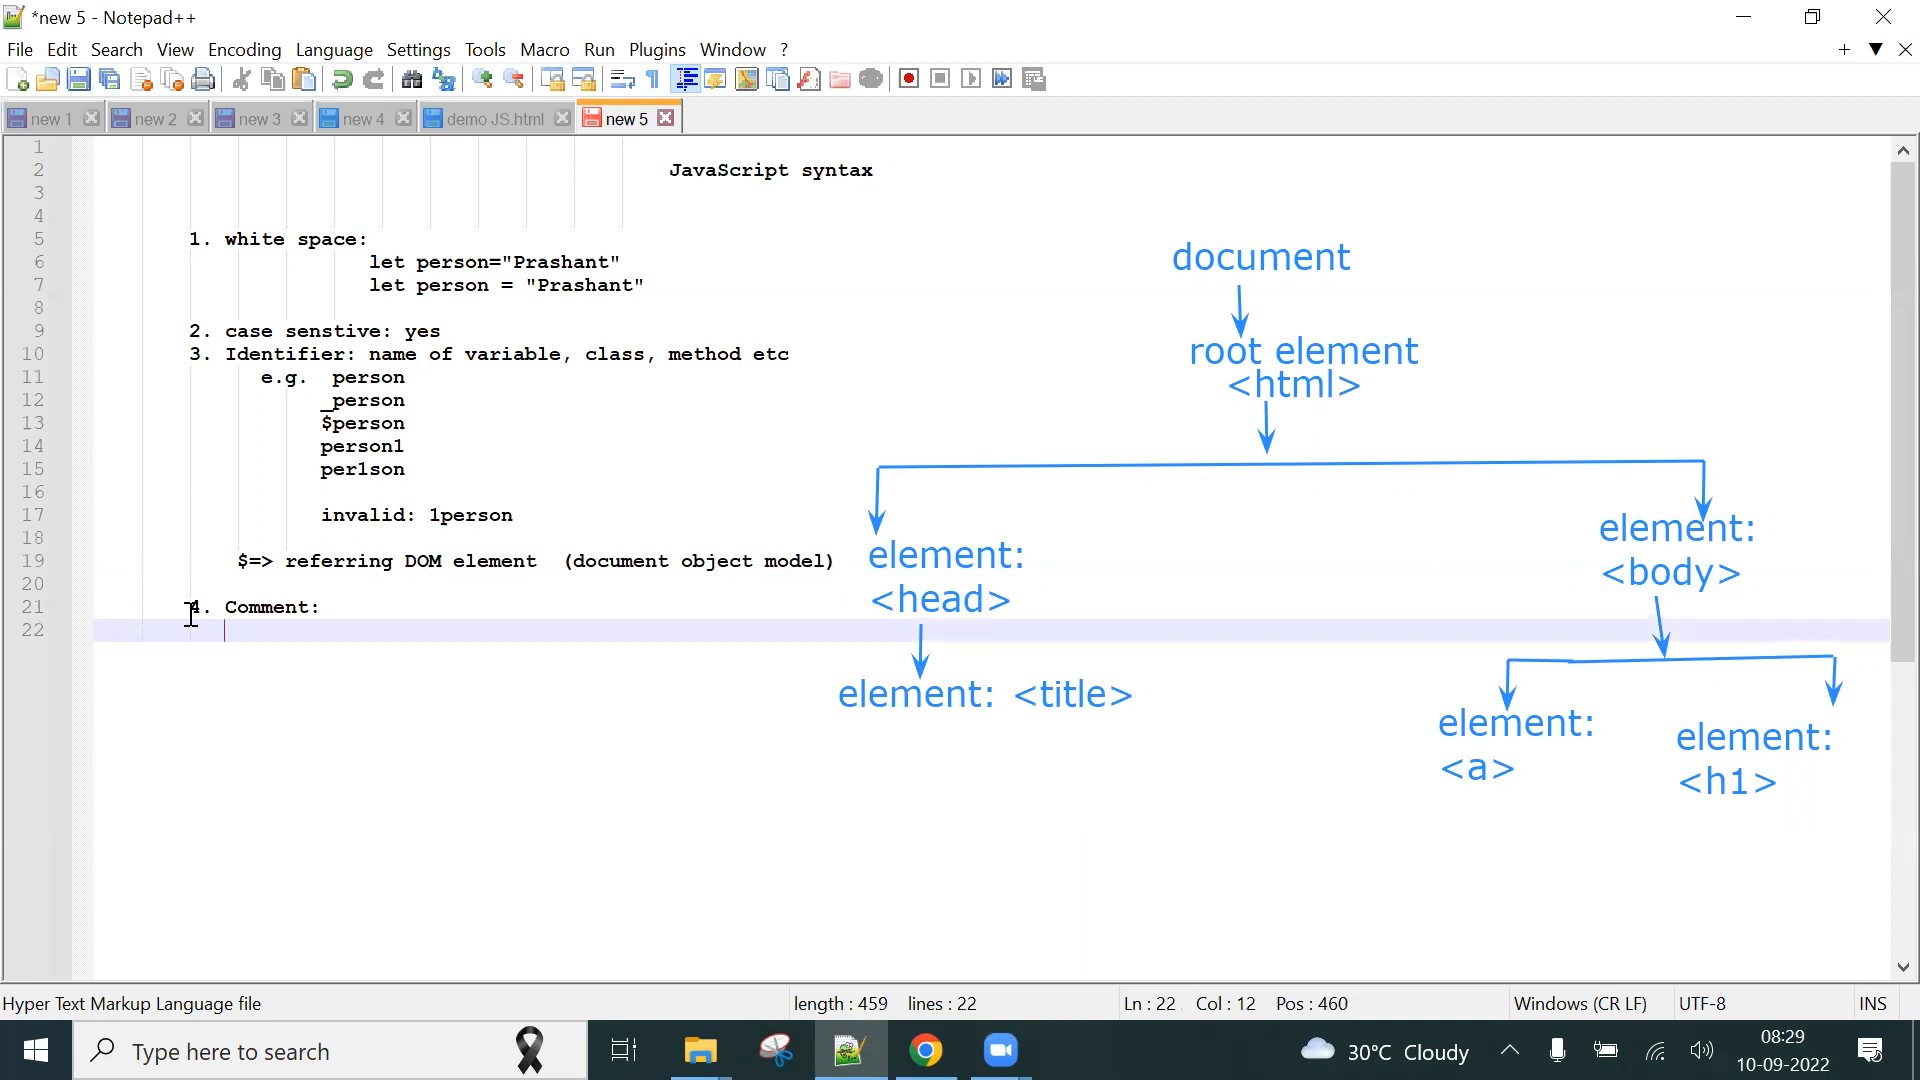 *new 5 - Notepad++
File Edit Search View Encoding Language Settings Tools Macro Run Plugins Window ?
new 1 new 2 new 3 new 4 demo JS.html new 5
1
2 JavaScript syntax
3
4
5 1. white space:
6 let person="Prashant"
7 let person = "Prashant"
8
9 2. case senstive: yes
10 3. Identifier: name of variable, class, method etc
11 e.g. person
12 _person
13 $person
14 person1
15 per1son
16
17 invalid: 1person
18
19 $=> referring DOM element (document object model)
20
21 4. Comment:
22
document
root element
<html>
element:
<head>
element: <title>
element:
<body>
element:
<a>
element:
<h1>
Hyper Text Markup Language file length : 459 lines : 22 Ln : 22 Col : 12 Pos : 460 Windows (CR LF) UTF-8 INS
Type here to search 30°C Cloudy 08:29
10-09-2022